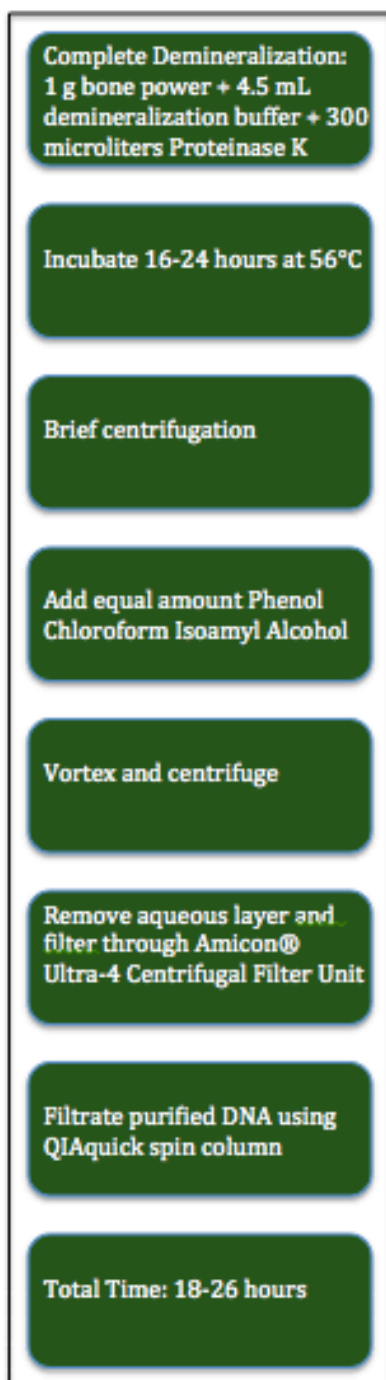 Complete Demineralization:
1 g bone power + 4.5 mL
demineralization buffer + 300
microliters Proteinase K
Incubate 16-24 hours at 56°C
Brief centrifugation
Add equal amount Phenol
Chloroform Isoamyl Alcohol
Vortex and centrifuge
Remove aqueous layer and
filter through Amicon®
Ultra-4 Centrifugal Filter Unit
Filtrate purified DNA using
QIAquick spin column
Total Time: 18-26 hours